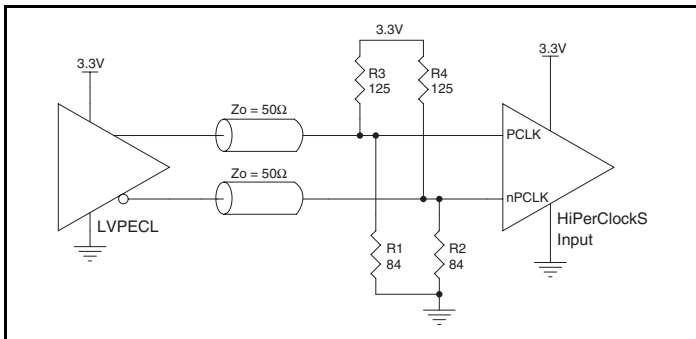 3.3V
3.3V
3.3V
R3
125
R4
125
Zo = 50Ω
PCLK
Zo = 50Ω
nPCLK
LVPECL
HiPerClockS
Input
R1
84
R2
84